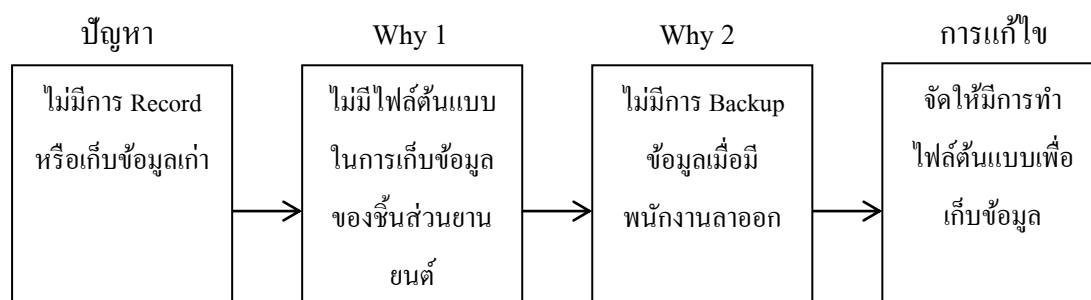 ปัญหา
ไม่มีการ Record
หรือเก็บข้อมูลเก่า
Why 1
ไม่มีไฟล์ต้นแบบ
ในการเก็บข้อมูล
ของชิ้นส่วนยาน
ยนต์
Why 2
ไม่มีการ Backup
ข้อมูลเมื่อมี
พนักงานลาออก
การแก้ไข
จัดให้มีการทำ
ไฟล์ต้นแบบเพื่อ
เก็บข้อมูล